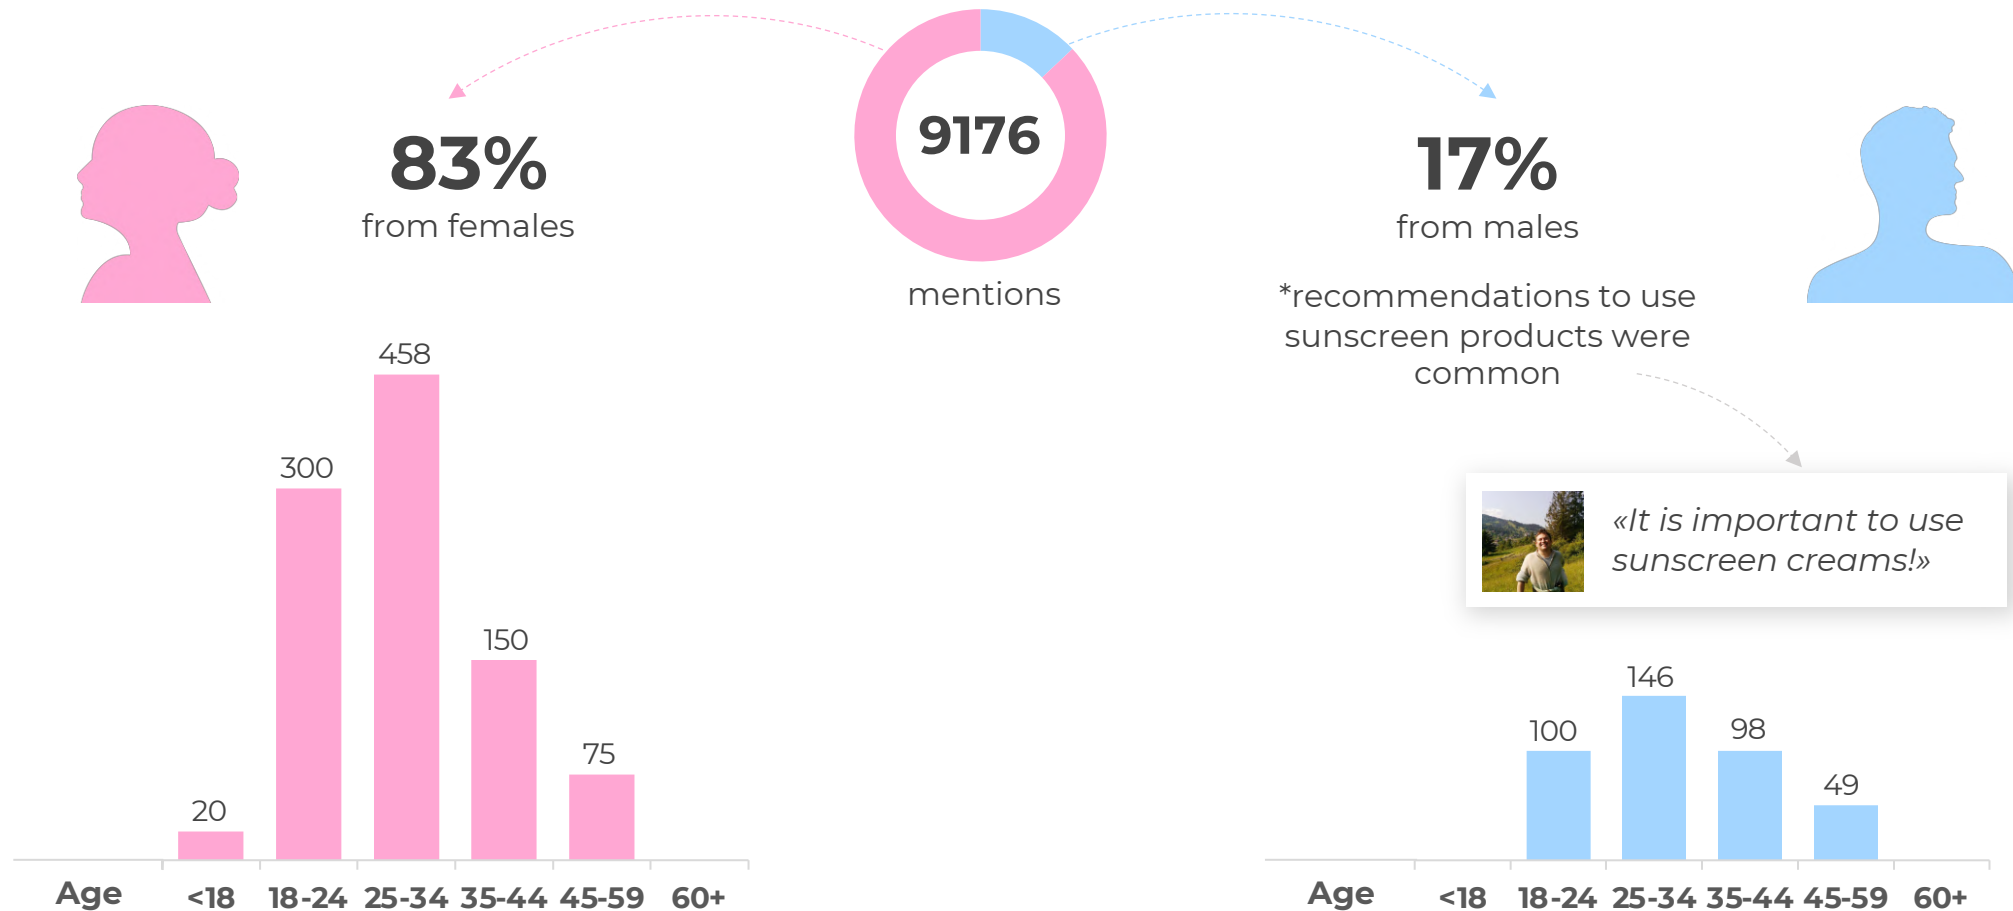 9176
mentions
83%
from females
17%
from males
*recommendations to use
sunscreen products were
common
«It is important to use
sunscreen creams!»
458
300
150
75
20
Age <18 18-24 25-34 35-44 45-59 60+
146
100
98
49
Age <18 18-24 25-34 35-44 45-59 60+